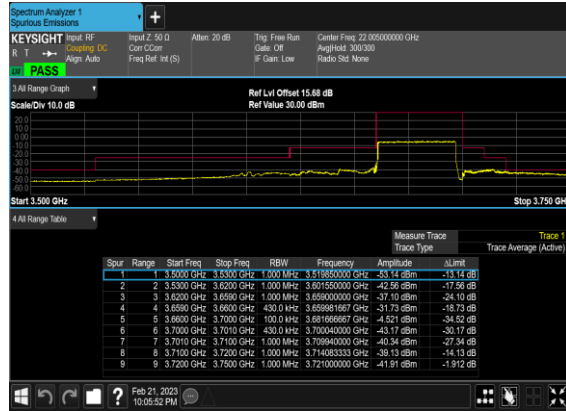 Spectrum Analyzer 1
Spurious Emissions
KEYSIGHT Input: RF Input Z: 50 Ω Atten: 20 dB Trig: Free Run Center Freq: 22.005000000 GHz
R T Coupling: DC Corr CCorr Gate: Off Avg|Hold: 300/300
Align: Auto Freq Ref: Int (S) IF Gain: Low Radio Std: None
PASS
3 All Range Graph
Ref Lvl Offset 15.68 dB
Scale/Div 10.0 dB Ref Value 30.00 dBm
20.0
10.0
0.00
-10.0
-20.0
-30.0
-40.0
-50.0
-60.0
Start 3.500 GHz Stop 3.750 GH
4 All Range Table
Measure Trace Trace 1
Trace Type Trace Average (Active)
Spur Range Start Freq Stop Freq RBW Frequency Amplitude ΔLimit
1 1 3.5000 GHz 3.5300 GHz 1.000 MHz 3.519850000 GHz -53.14 dBm -13.14 dB
2 2 3.5300 GHz 3.6200 GHz 1.000 MHz 3.601550000 GHz -42.56 dBm -17.56 dB
3 3 3.6200 GHz 3.6590 GHz 1.000 MHz 3.659000000 GHz -37.10 dBm -24.10 dB
4 4 3.6590 GHz 3.6600 GHz 430.0 kHz 3.659981667 GHz -31.73 dBm -18.73 dB
5 5 3.6600 GHz 3.7000 GHz 100.0 kHz 3.681666667 GHz -4.521 dBm -34.52 dB
6 6 3.7000 GHz 3.7010 GHz 430.0 kHz 3.700040000 GHz -43.17 dBm -30.17 dB
7 7 3.7010 GHz 3.7100 GHz 1.000 MHz 3.709940000 GHz -40.34 dBm -27.34 dB
8 8 3.7100 GHz 3.7200 GHz 1.000 MHz 3.714083333 GHz -39.13 dBm -14.13 dB
9 9 3.7200 GHz 3.7500 GHz 1.000 MHz 3.721000000 GHz -41.91 dBm -1.912 dB
Feb 21, 2023
10:05:52 PM